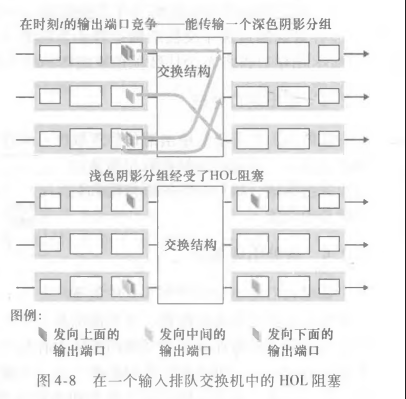 在时刻t的输出端口竞争——能传输一个深色阴影分组
交换结构
浅色阴影分组经受了HOL阻塞
交换结构
图例:
发向上面的输出端口
发向中间的输出端口
发向下面的输出端口
图 4-8 在一个输入排队交换机中的 HOL 阻塞